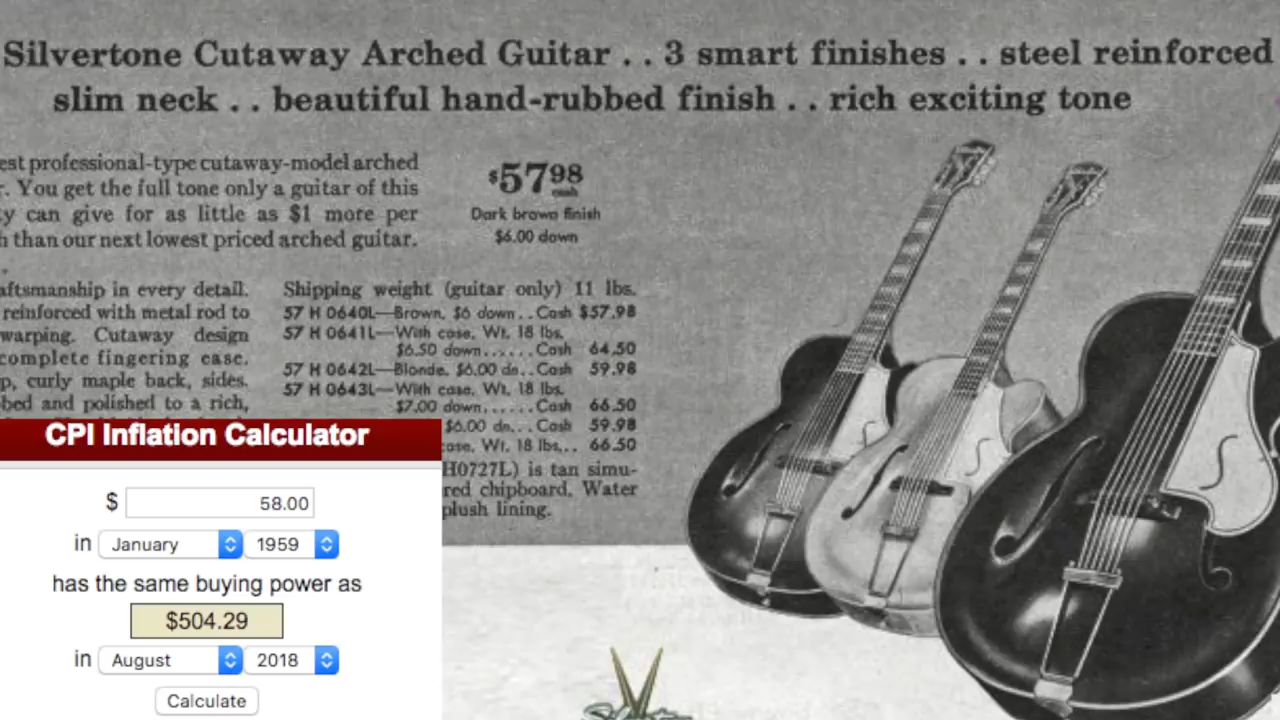 Silvertone Cutaway Arched Guitar . . 3 smart finishes . . steel reinforced
slim neck . . beautiful hand-rubbed finish . . rich exciting tone
est professional-type cutaway-model arched
r. You get the full tone only a guitar of this
y can give for as little as $1 more per
h than our next lowest priced arched guitar.
$57 98
cash
Dark brown finish
$6.00 down
aftsmanship in every detail.
reinforced with metal rod to
warping. Cutaway design
complete fingering ease.
p, curly maple back, sides.
bed and polished to a rich,
Shipping weight (guitar only) 11 lbs.
57 H 0640L—Brown. $6 down . . Cash $57.98
57 H 0641L—With case. Wt. 18 lbs.
$6.50 down . . . . . . Cash 64.50
57 H 0642L—Blonde. $6.00 dn. . Cash 59.98
57 H 0643L—With case. Wt. 18 lbs.
$7.00 down . . . . . . Cash 66.50
$6.00 dn. . . Cash 59.98
case. Wt. 18 lbs. . . 66.50
H0727L) is tan simu-
red chipboard. Water
plush lining.
CPI Inflation Calculator
$ 58.00
in January 1959
has the same buying power as
$504.29
in August 2018
Calculate